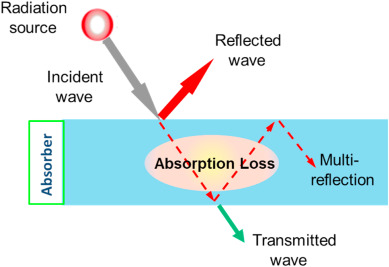 Radiation
source
Reflected
wave
Incident
wave
Absorber
Absorption Loss
Multi-
reflection
Transmitted
wave